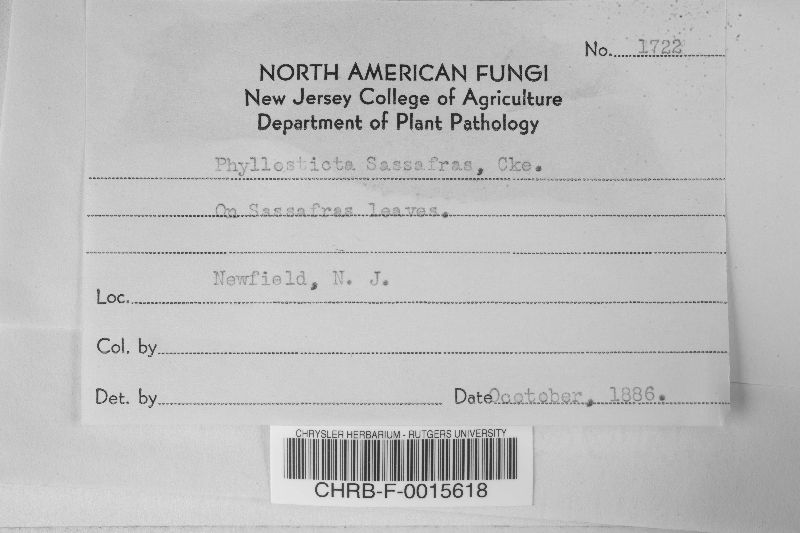 No. 1722
NORTH AMERICAN FUNGI
New Jersey College of Agriculture
Department of Plant Pathology
Phyllosticta Sassafras, Cke.
On Sassafras leaves.
Newfield, N. J.
Loc.
Col. by
Det. by
Date Ocotober, 1886.
CHRYSLER HERBARIUM - RUTGERS UNIVERSITY
CHRB-F-0015618